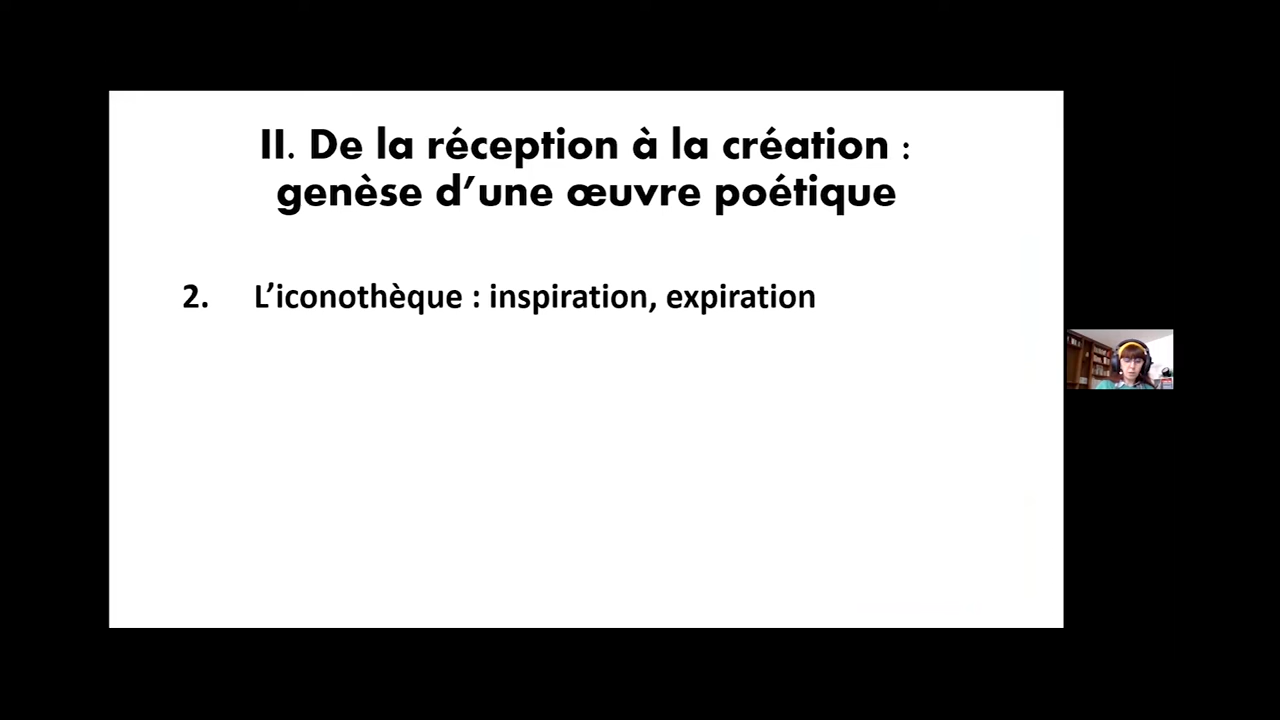 II. De la réception à la création :
genèse d’une œuvre poétique
2. L’iconothèque : inspiration, expiration